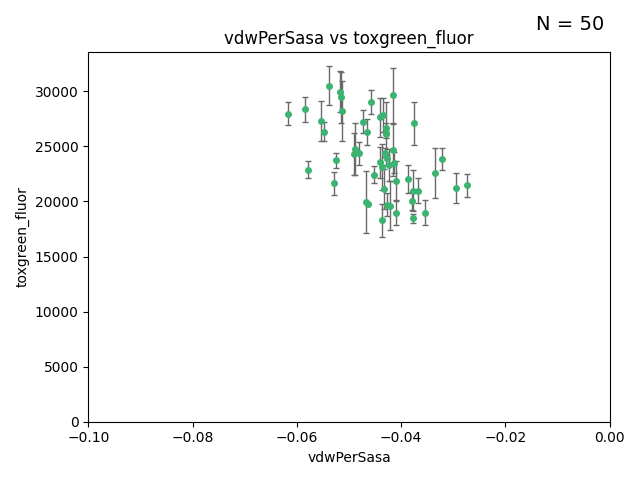 N = 50
vdwPerSasa vs toxgreen_fluor
30000
25000
20000
15000
10000
5000
0
toxgreen_fluor
−0.10 −0.08 −0.06 −0.04 −0.02 0.00
vdwPerSasa